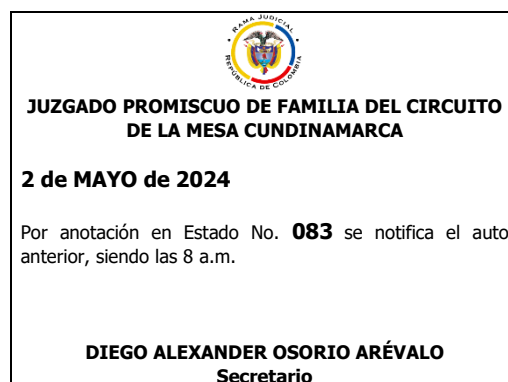 RAMA JUDICIAL
REPÚBLICA DE COLOMBIA
JUZGADO PROMISCUO DE FAMILIA DEL CIRCUITO
DE LA MESA CUNDINAMARCA
2 de MAYO de 2024
Por anotación en Estado No. 083 se notifica el auto
anterior, siendo las 8 a.m.
DIEGO ALEXANDER OSORIO ARÉVALO
Secretario